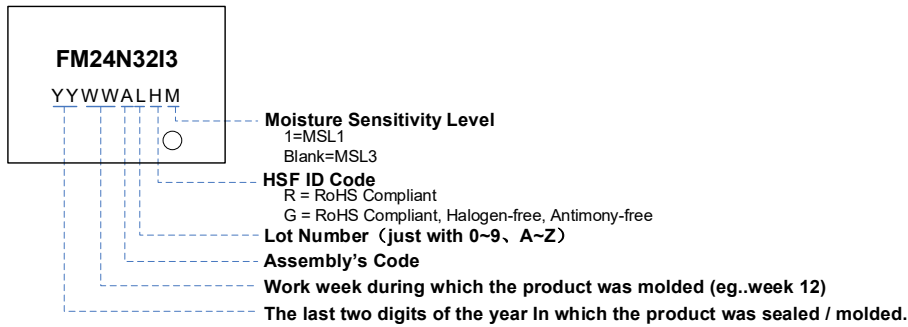 FM24N32I3
YYWWALHM
Moisture Sensitivity Level
1=MSL1
Blank=MSL3
HSF ID Code
R = RoHS Compliant
G = RoHS Compliant, Halogen-free, Antimony-free
Lot Number（just with 0~9、A~Z）
Assembly's Code
Work week during which the product was molded (eg..week 12)
The last two digits of the year In which the product was sealed / molded.